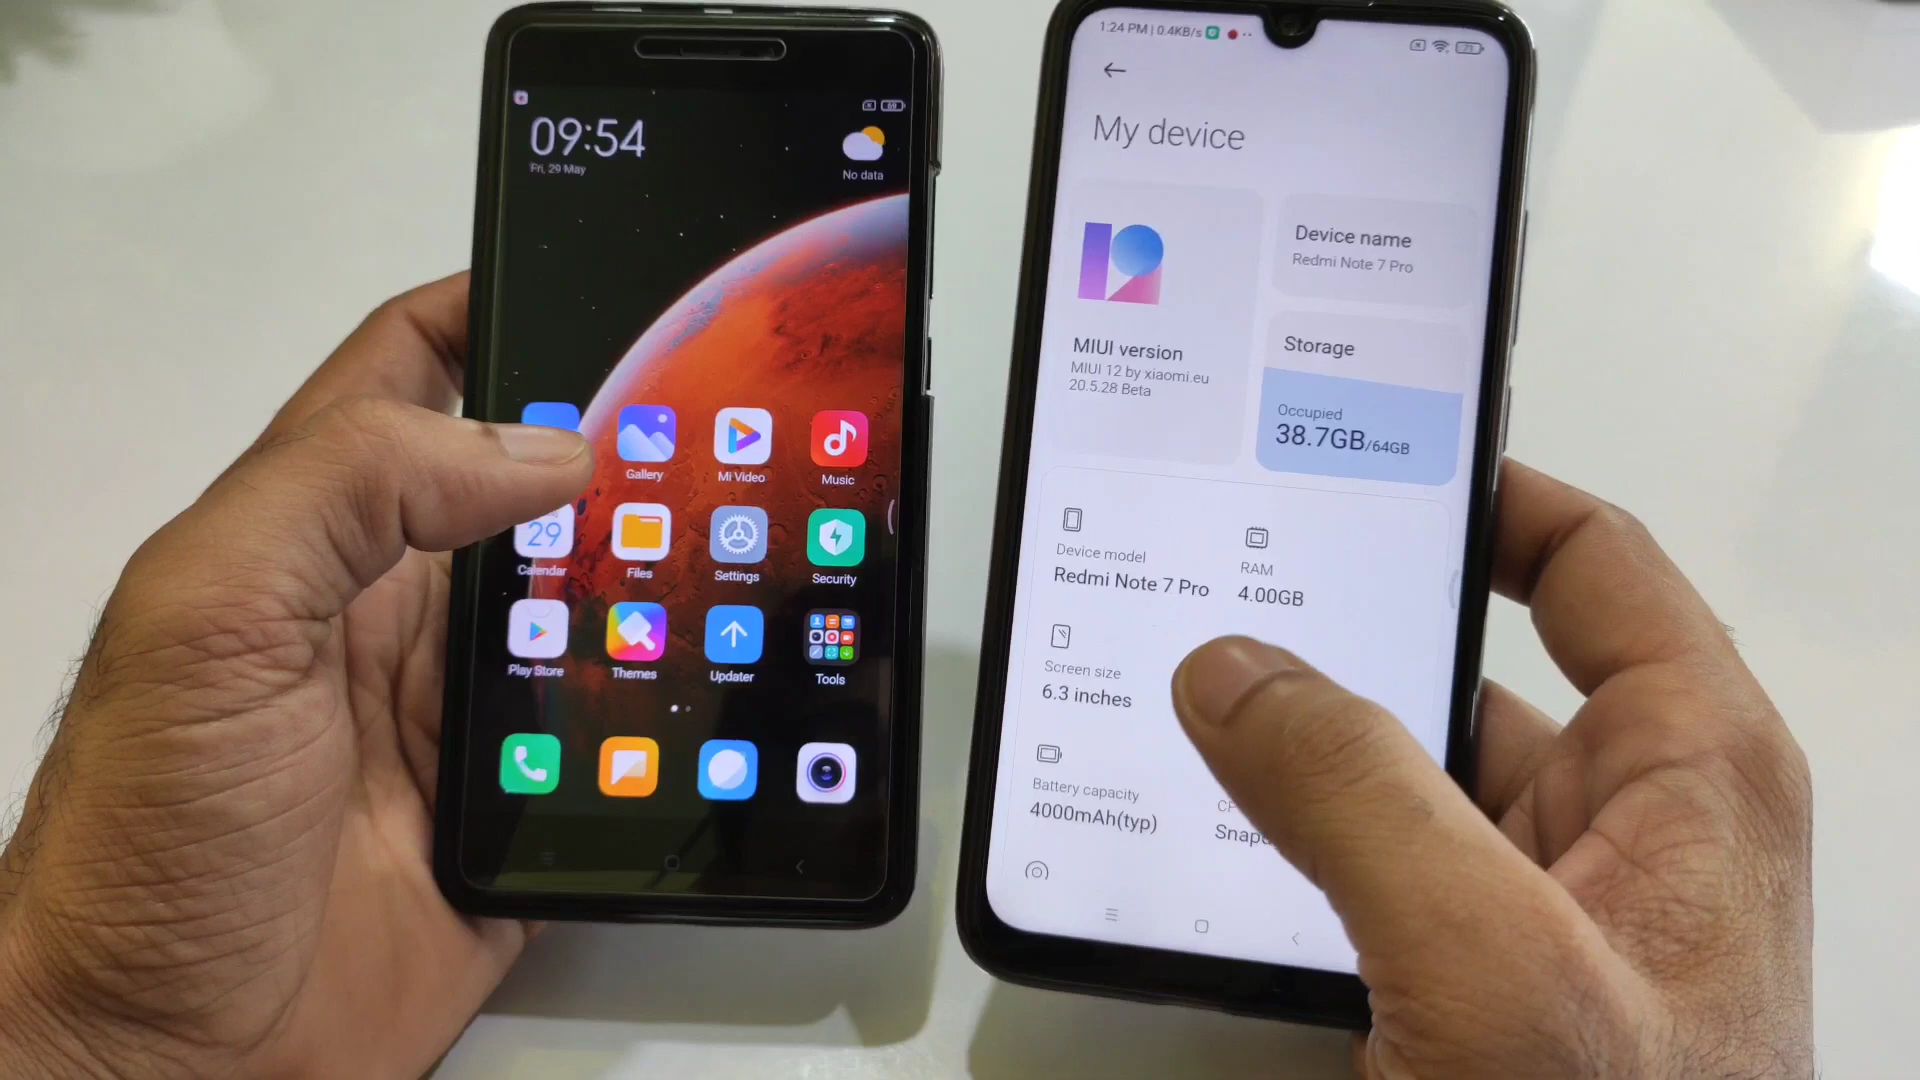 09:54
Fri, 29 May
69
No data
Gallery
Mi Video
Music
29
Calendar
Files
Settings
Security
Play Store
Themes
Updater
Tools
1:24 PM | 0.4KB/s
My device
MIUI version
MIUI 12 by xiaomi.eu
20.5.28 Beta
Device name
Redmi Note 7 Pro
Storage
Occupied
38.7GB/64GB
Device model
Redmi Note 7 Pro
RAM
4.00GB
Screen size
6.3 inches
Battery capacity
4000mAh(typ)